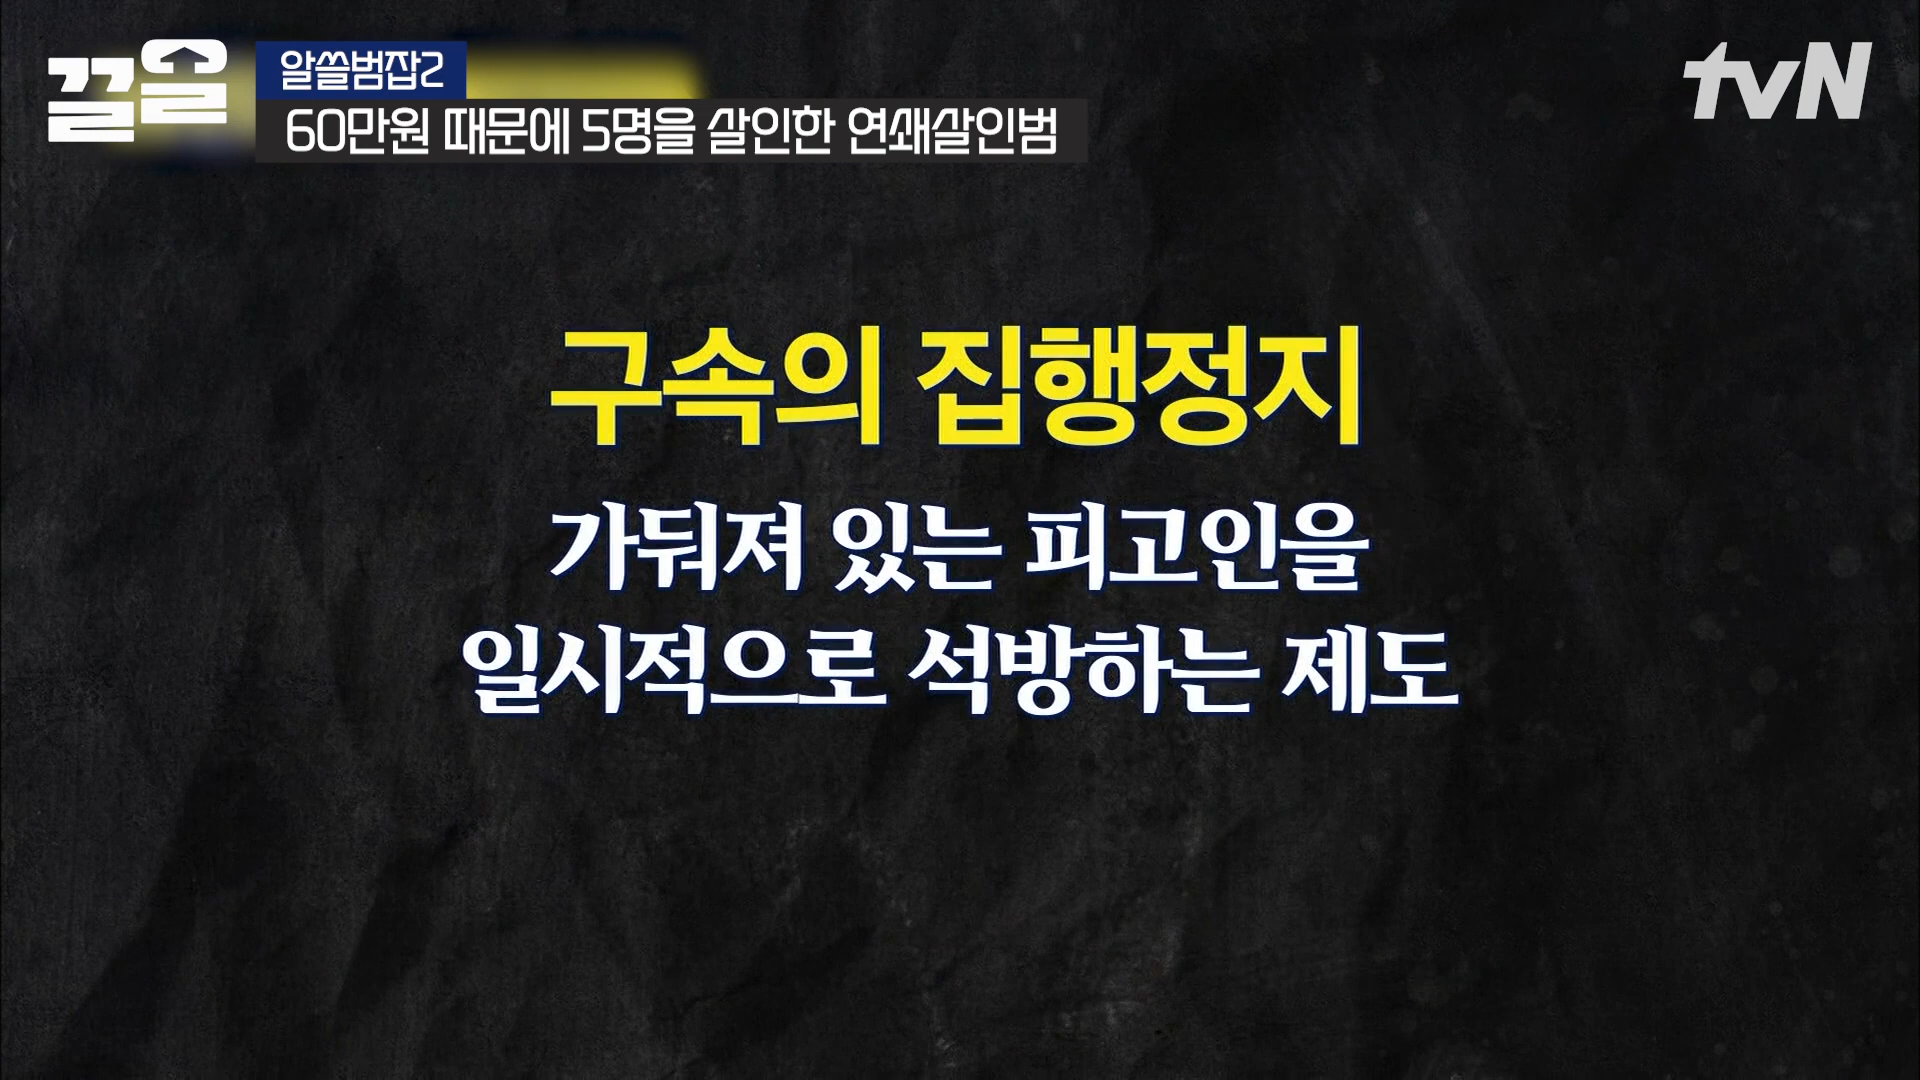 끌올
알쓸범잡2
tvN
60만원 때문에 5명을 살인한 연쇄살인범
구속의 집행정지
가둬져 있는 피고인을
일시적으로 석방하는 제도